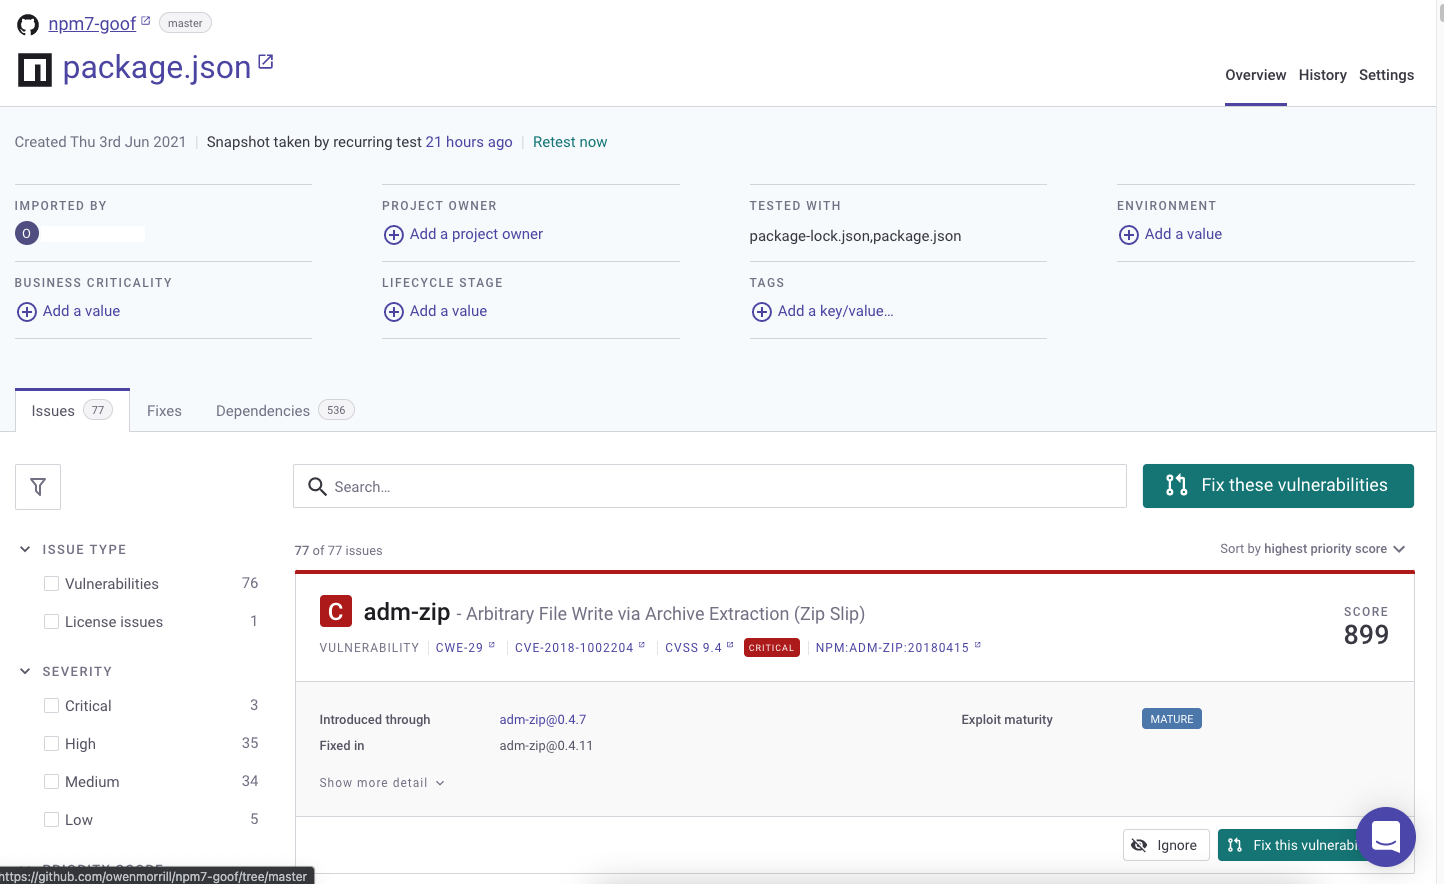 npm7-goof master
package.json
Overview History Settings
Created Thu 3rd Jun 2021 | Snapshot taken by recurring test 21 hours ago | Retest now
IMPORTED BY
O
PROJECT OWNER
Add a project owner
TESTED WITH
package-lock.json,package.json
ENVIRONMENT
Add a value
BUSINESS CRITICALITY
Add a value
LIFECYCLE STAGE
Add a value
TAGS
Add a key/value…
Issues 77 Fixes Dependencies 536
Search…
Fix these vulnerabilities
ISSUE TYPE
Vulnerabilities 76
License issues 1
SEVERITY
Critical 3
High 35
Medium 34
Low 5
PRIORITY SCORE
77 of 77 issues
Sort by highest priority score
C adm-zip - Arbitrary File Write via Archive Extraction (Zip Slip)
VULNERABILITY | CWE-29 | CVE-2018-1002204 | CVSS 9.4 CRITICAL | NPM:ADM-ZIP:20180415
SCORE
899
Introduced through adm-zip@0.4.7
Exploit maturity MATURE
Fixed in adm-zip@0.4.11
Show more detail
Ignore
Fix this vulnerabi
https://github.com/owenmorrill/npm7-goof/tree/master